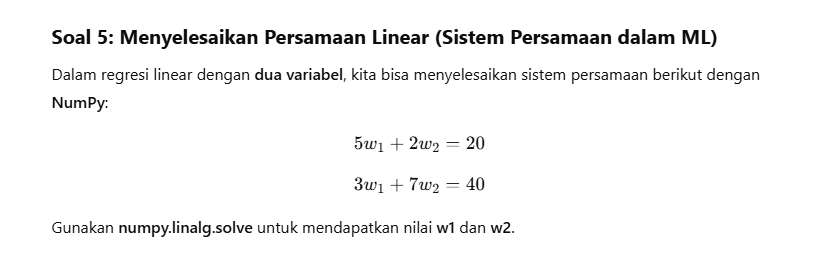 Soal 5: Menyelesaikan Persamaan Linear (Sistem Persamaan dalam ML)
Dalam regresi linear dengan dua variabel, kita bisa menyelesaikan sistem persamaan berikut dengan
NumPy:
5w₁ + 2w₂ = 20
3w₁ + 7w₂ = 40
Gunakan numpy.linalg.solve untuk mendapatkan nilai w1 dan w2.